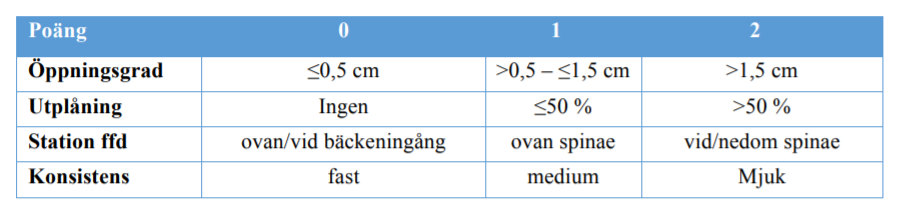 Poäng 0 1 2
Öppningsgrad ≤0,5 cm >0,5 – ≤1,5 cm >1,5 cm
Utplåning Ingen ≤50 % >50 %
Station ffd ovan/vid bäckeningång ovan spinae vid/nedom spinae
Konsistens fast medium Mjuk